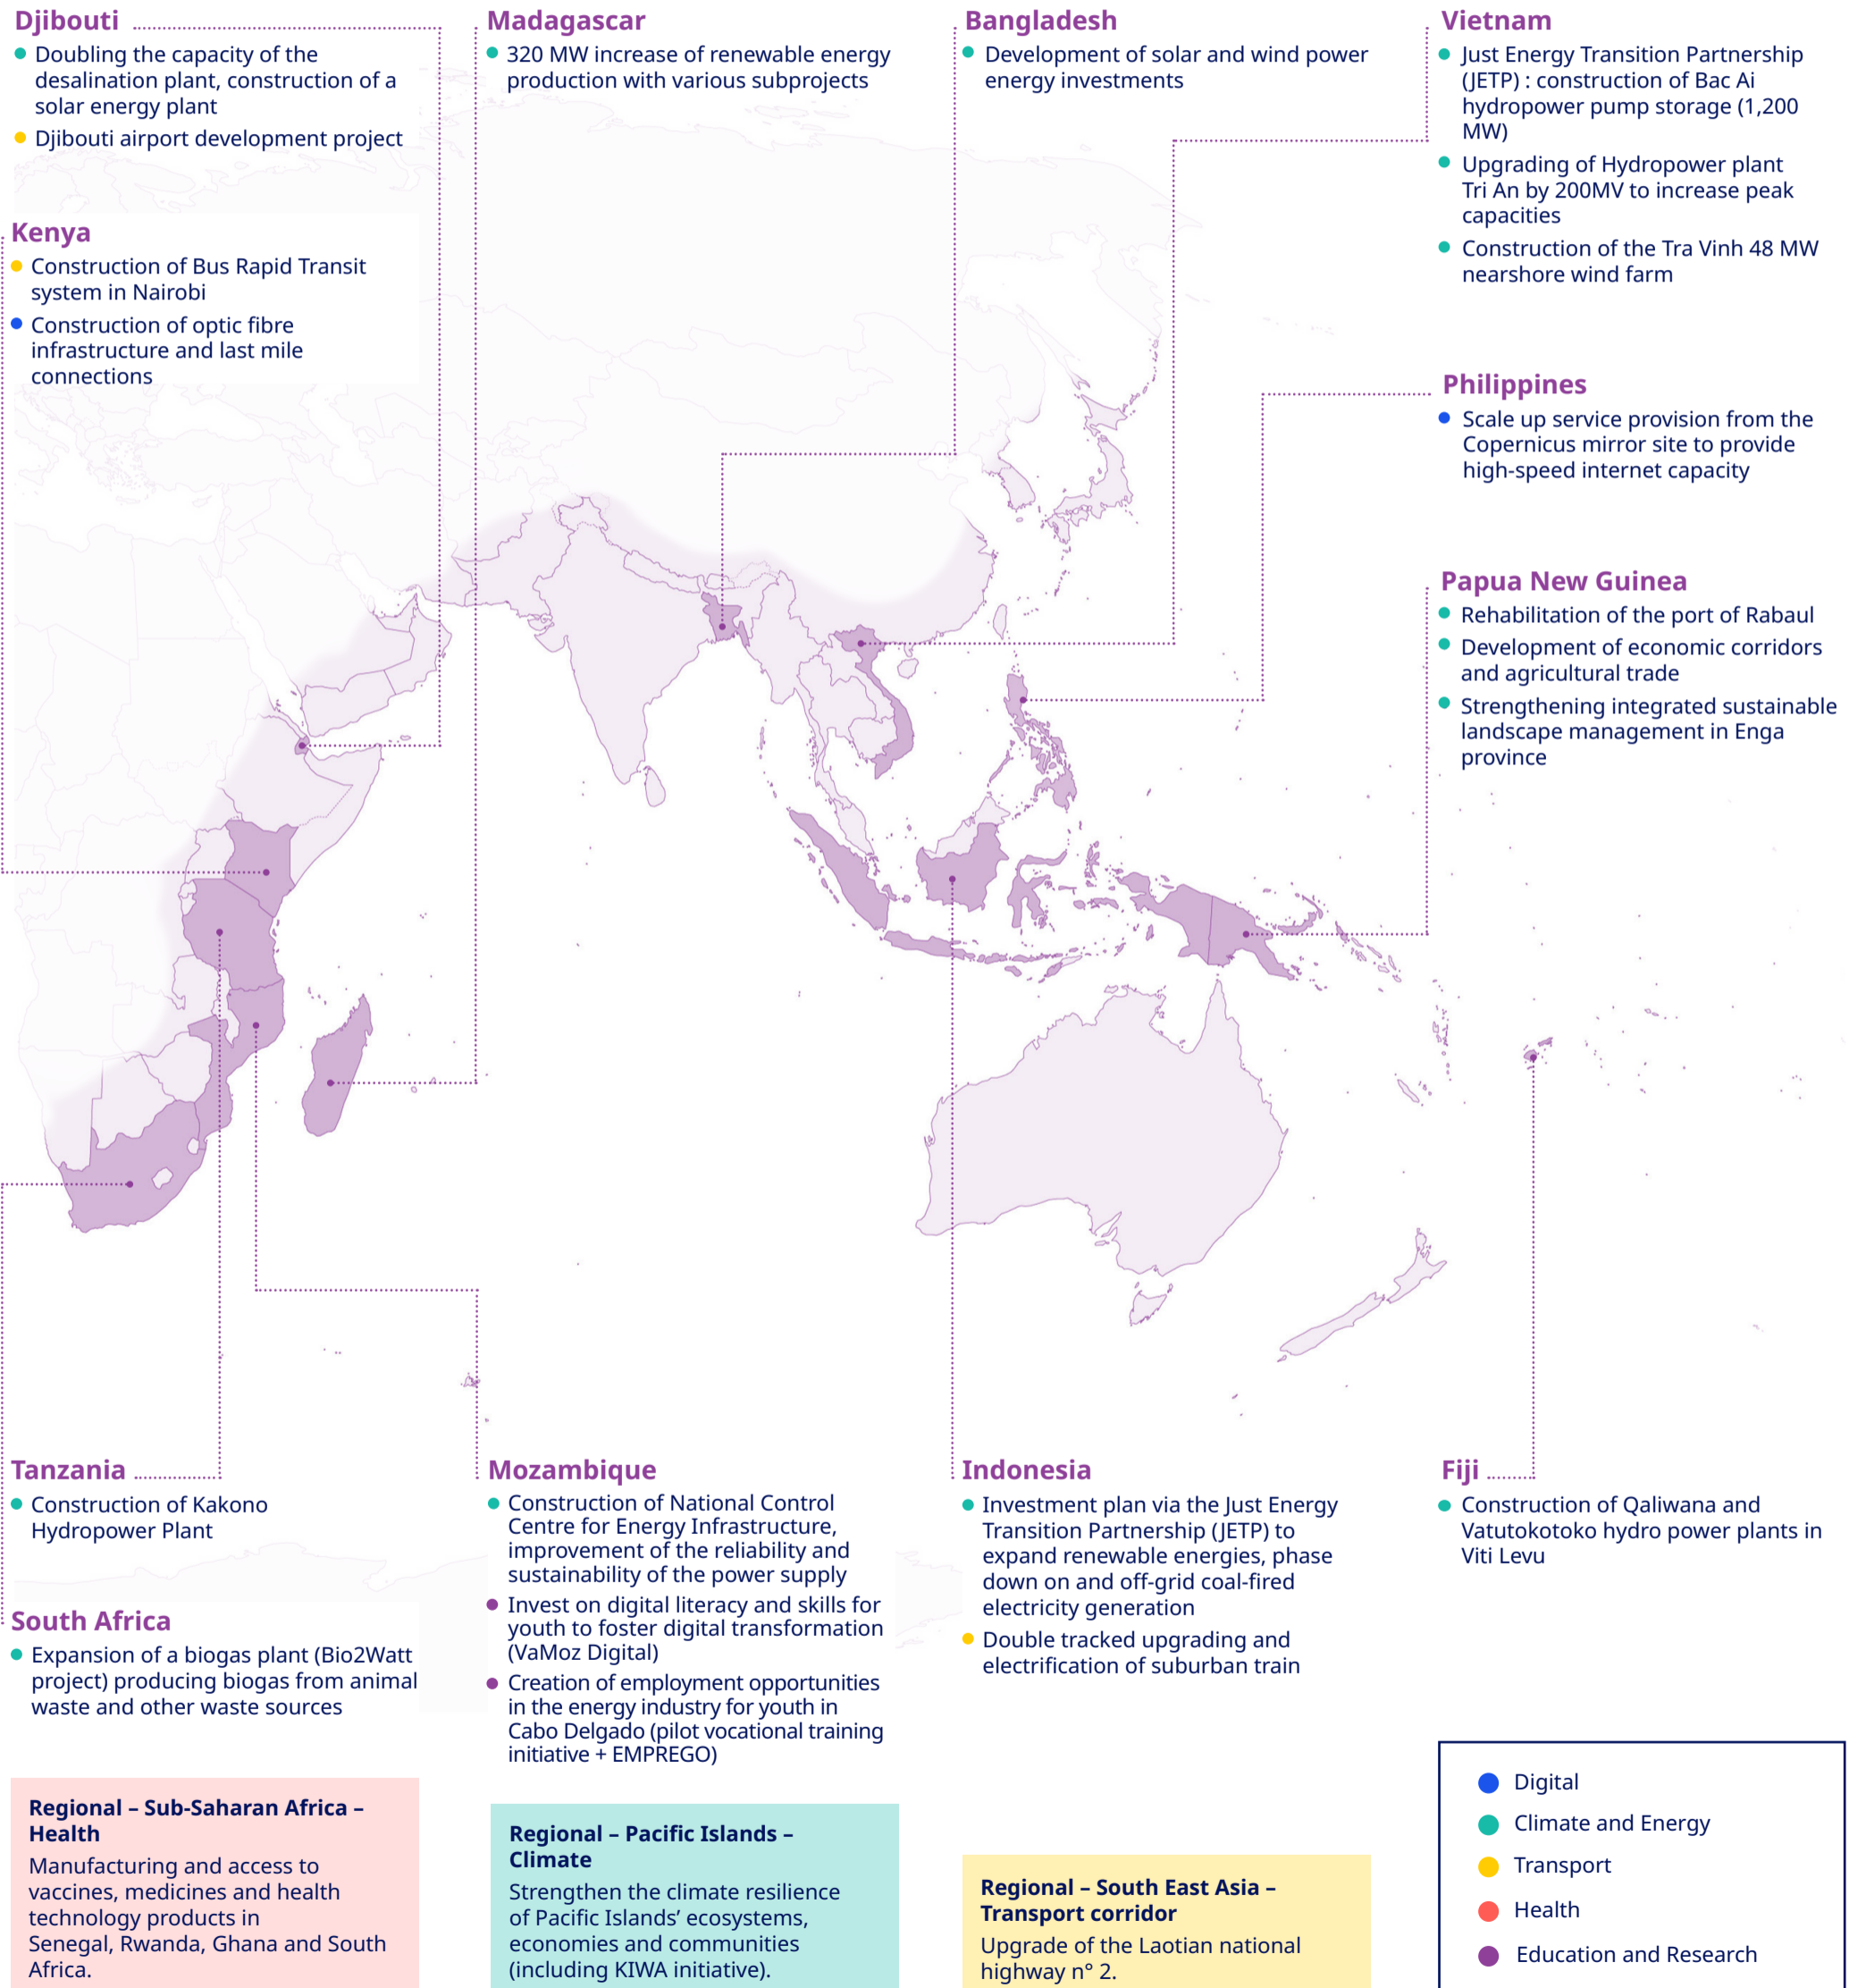 Djibouti
Doubling the capacity of the
desalination plant, construction of a
solar energy plant
Djibouti airport development project
Madagascar
320 MW increase of renewable energy
production with various subprojects
Bangladesh
Development of solar and wind power
energy investments
Vietnam
Just Energy Transition Partnership
(JETP) : construction of Bac Ai
hydropower pump storage (1,200
MW)
Upgrading of Hydropower plant
Tri An by 200MV to increase peak
capacities
Construction of the Tra Vinh 48 MW
nearshore wind farm
Kenya
Construction of Bus Rapid Transit
system in Nairobi
Construction of optic fibre
infrastructure and last mile
connections
Philippines
Scale up service provision from the
Copernicus mirror site to provide
high-speed internet capacity
Papua New Guinea
Rehabilitation of the port of Rabaul
Development of economic corridors
and agricultural trade
Strengthening integrated sustainable
landscape management in Enga
province
Tanzania
Construction of Kakono
Hydropower Plant
South Africa
Expansion of a biogas plant (Bio2Watt
project) producing biogas from animal
waste and other waste sources
Mozambique
Construction of National Control
Centre for Energy Infrastructure,
improvement of the reliability and
sustainability of the power supply
Invest on digital literacy and skills for
youth to foster digital transformation
(VaMoz Digital)
Creation of employment opportunities
in the energy industry for youth in
Cabo Delgado (pilot vocational training
initiative + EMPREGO)
Indonesia
Investment plan via the Just Energy
Transition Partnership (JETP) to
expand renewable energies, phase
down on and off-grid coal-fired
electricity generation
Double tracked upgrading and
electrification of suburban train
Fiji
Construction of Qaliwana and
Vatutokotoko hydro power plants in
Viti Levu
Regional – Sub-Saharan Africa –
Health
Manufacturing and access to
vaccines, medicines and health
technology products in
Senegal, Rwanda, Ghana and South
Africa.
Regional – Pacific Islands –
Climate
Strengthen the climate resilience
of Pacific Islands’ ecosystems,
economies and communities
(including KIWA initiative).
Regional – South East Asia –
Transport corridor
Upgrade of the Laotian national
highway n° 2.
Digital
Climate and Energy
Transport
Health
Education and Research